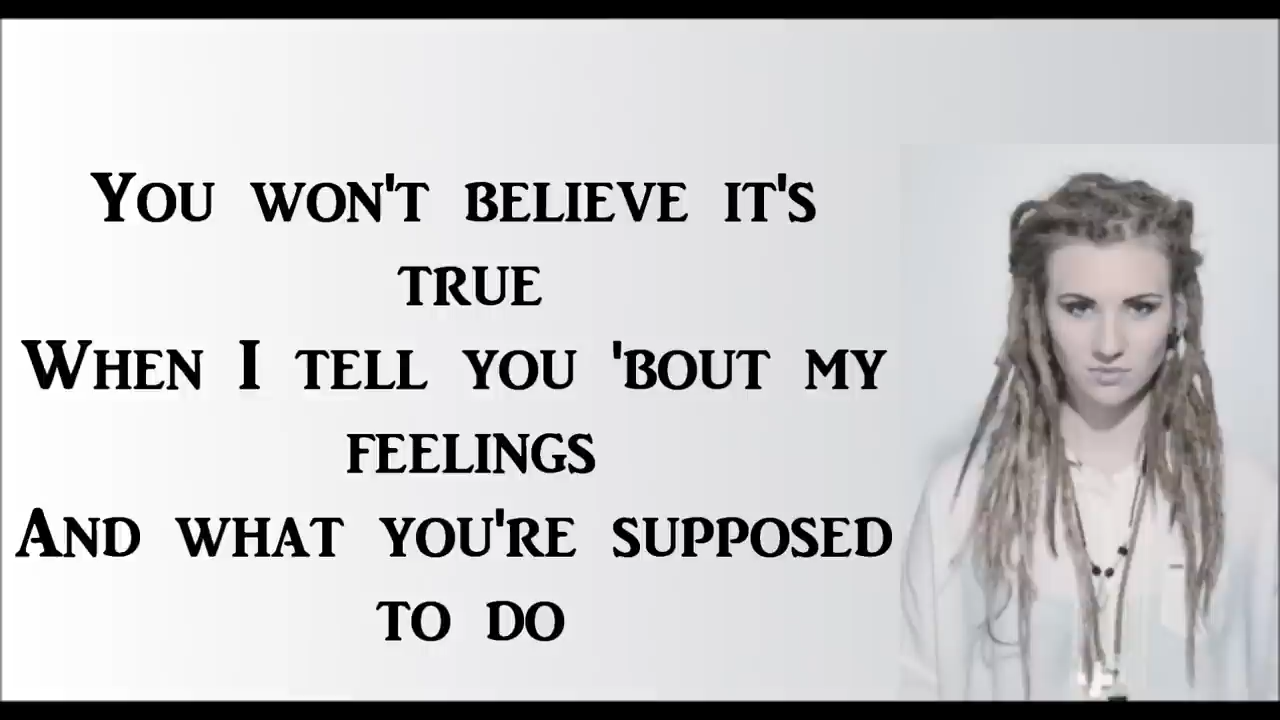 You won't believe it's
true
When I tell you 'bout my
feelings
And what you're supposed
to do